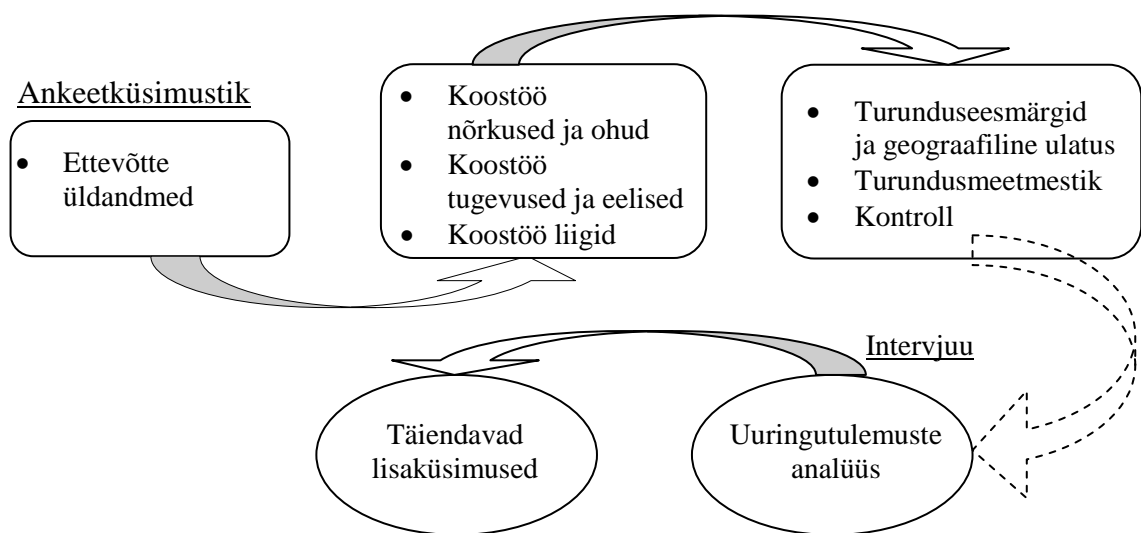 Ankeetküsimustik
• Ettevõtte
üldandmed
• Koostöö
nõrkused ja ohud
• Koostöö
tugevused ja eelised
• Koostöö liigid
• Turunduseesmärgid
ja geograafiline ulatus
• Turundusmeetmestik
• Kontroll
Intervjuu
Uuringutulemuste
analüüs
Täiendavad
lisaküsimused